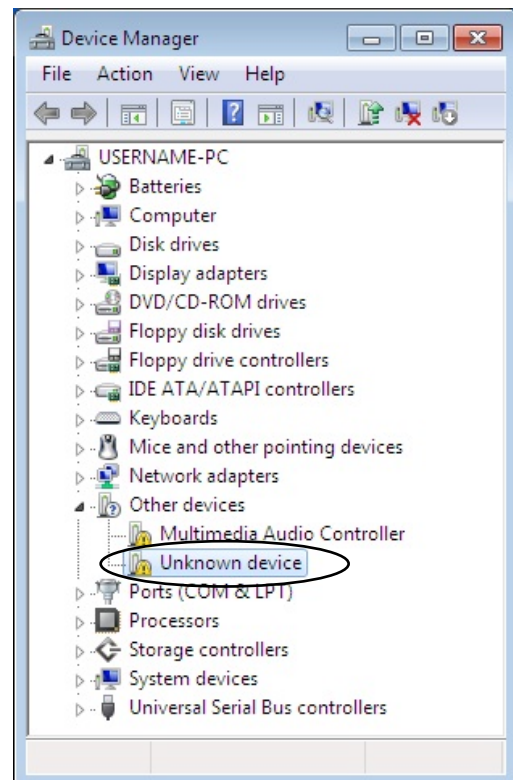 Device Manager
File Action View Help
USERNAME-PC
Batteries
Computer
Disk drives
Display adapters
DVD/CD-ROM drives
Floppy disk drives
Floppy drive controllers
IDE ATA/ATAPI controllers
Keyboards
Mice and other pointing devices
Network adapters
Other devices
Multimedia Audio Controller
Unknown device
Ports (COM & LPT)
Processors
Storage controllers
System devices
Universal Serial Bus controllers